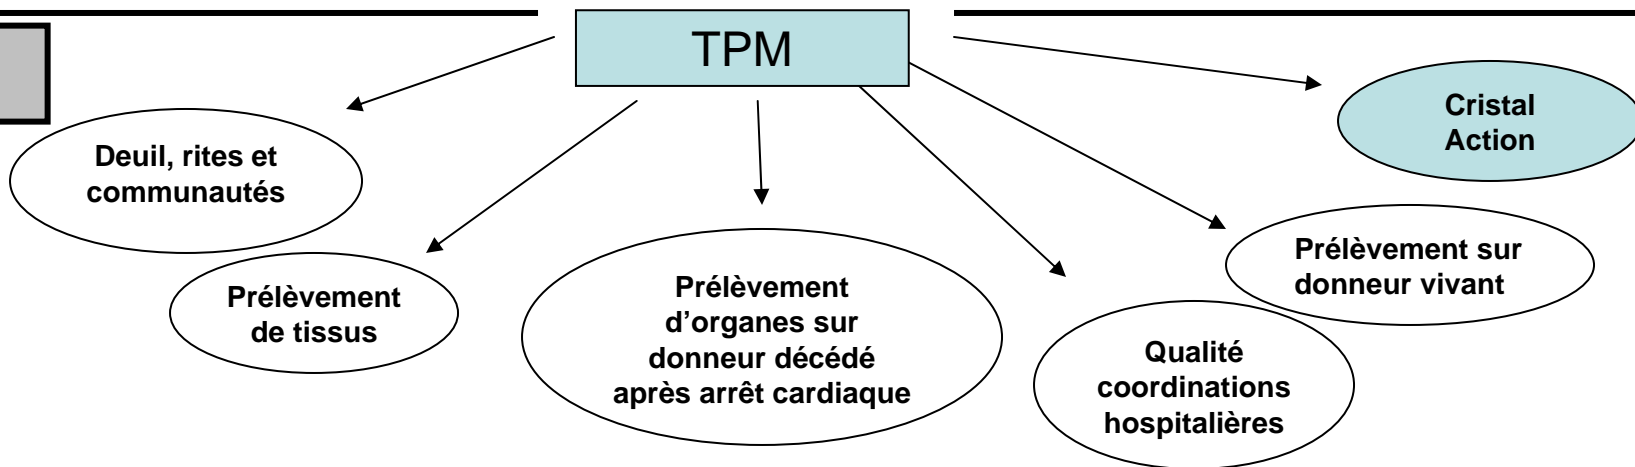 TPM
Cristal
Action
Deuil, rites et
communautés
Prélèvement sur
donneur vivant
Prélèvement
de tissus
Prélèvement
d’organes sur
donneur décédé
après arrêt cardiaque
Qualité
coordinations
hospitalières